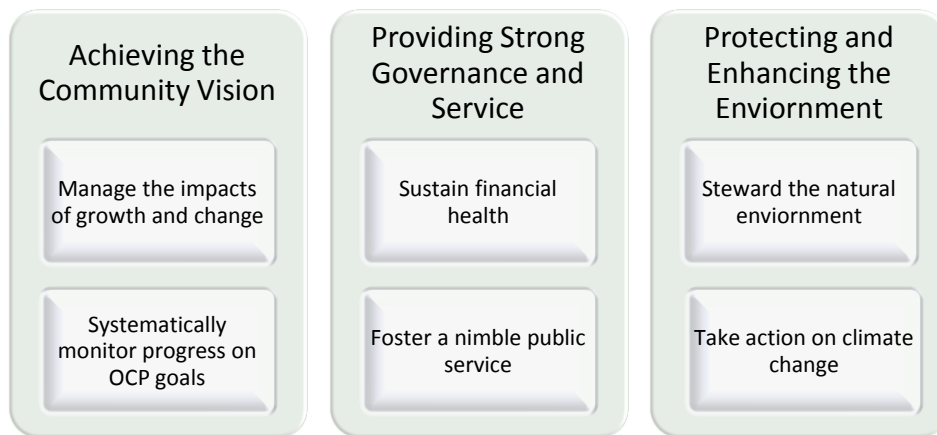 Achieving the
Community Vision
Manage the impacts
of growth and change
Systematically
monitor progress on
OCP goals
Providing Strong
Governance and
Service
Sustain financial
health
Foster a nimble public
service
Protecting and
Enhancing the
Enviornment
Steward the natural
enviornment
Take action on climate
change